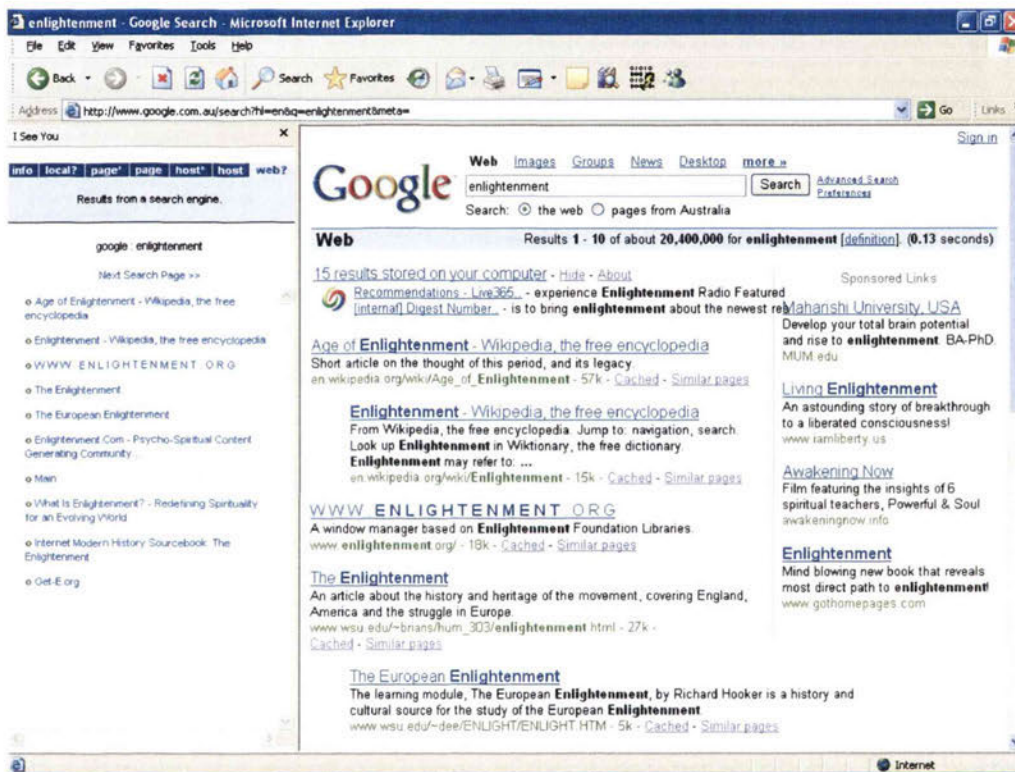 enlightenment - Google Search - Microsoft Internet Explorer
File Edit View Favorites Tools Help
Back Search Favorites
Address http://www.google.com.au/search?hl=en&q=enlightenment&meta= Go Links
I See You
info local? page* page host* host web?
Results from a search engine.
google : enlightenment
Next Search Page >>
Age of Enlightenment - Wikipedia, the free
encyclopedia
Enlightenment - Wikipedia, the free encyclopedia
WWW ENLIGHTENMENT . ORG
The Enlightenment
The European Enlightenment
Enlightenment.Com - Psycho-Spiritual Content
Generating Community...
Main
What Is Enlightenment? - Redefining Spirituality
for an Evolving World
Internet Modern History Sourcebook: The
Enlightenment
Get-E.org
Sign in
Google
Web Images Groups News Desktop more »
enlightenment Search Advanced Search
Preferences
Search: the web pages from Australia
Web Results 1 - 10 of about 20,400,000 for enlightenment [definition]. (0.13 seconds)
15 results stored on your computer - Hide - About
Recommendations - Live365... - experience Enlightenment Radio Featured
[internal] Digest Number... - is to bring enlightenment about the newest
Age of Enlightenment - Wikipedia, the free encyclopedia
Short article on the thought of this period, and its legacy.
en.wikipedia.org/wiki/Age_of_Enlightenment - 57k - Cached - Similar pages
Enlightenment - Wikipedia, the free encyclopedia
From Wikipedia, the free encyclopedia. Jump to: navigation, search.
Look up Enlightenment in Wiktionary, the free dictionary.
Enlightenment may refer to: ...
en.wikipedia.org/wiki/Enlightenment - 15k - Cached - Similar pages
WWW ENLIGHTENMENT . ORG
A window manager based on Enlightenment Foundation Libraries.
www.enlightenment.org/ - 18k - Cached - Similar pages
The Enlightenment
An article about the history and heritage of the movement, covering England,
America and the struggle in Europe.
www.wsu.edu/~brians/hum_303/enlightenment.html - 27k -
Cached - Similar pages
The European Enlightenment
The learning module, The European Enlightenment, by Richard Hooker is a history and
cultural source for the study of the European Enlightenment.
www.wsu.edu/~dee/ENLIGHT/ENLIGHT.HTM - 5k - Cached - Similar pages
Sponsored Links
Maharishi University, USA
Develop your total brain potential
and rise to enlightenment. BA-PhD.
MUM.edu
Living Enlightenment
An astounding story of breakthrough
to a liberated consciousness!
www.iamliberty.us
Awakening Now
Film featuring the insights of 6
spiritual teachers, Powerful & Soul
awakeningnow.info
Enlightenment
Mind blowing new book that reveals
most direct path to enlightenment!
www.gothomepages.com
Internet